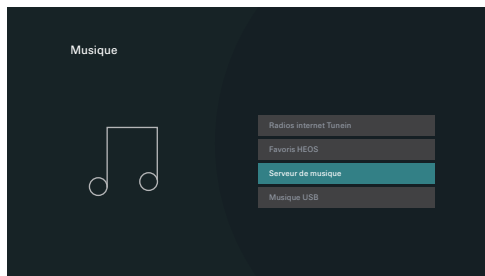 Musique
Radios internet Tunein
Favoris HEOS
Serveur de musique
Musique USB